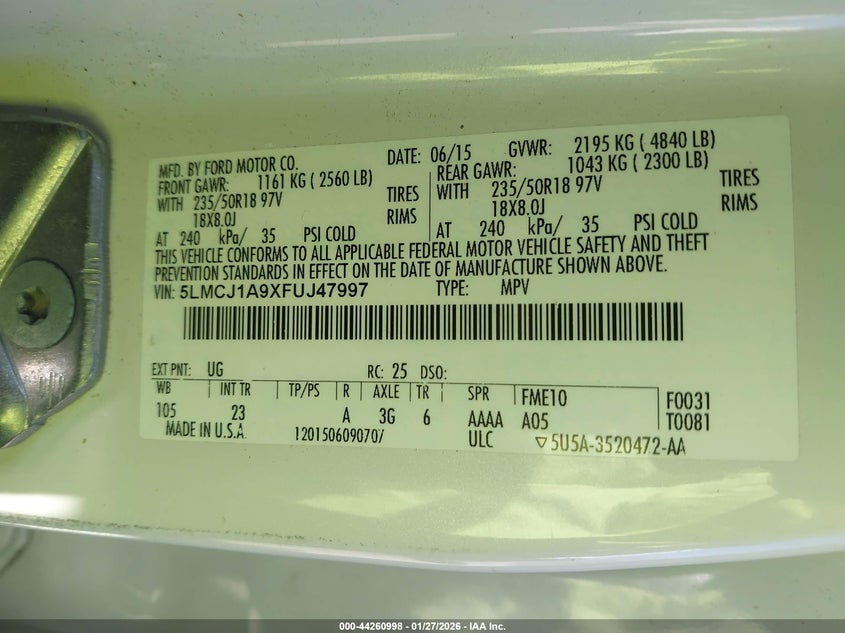 MFD. BY FORD MOTOR CO.
DATE: 06/15 GVWR: 2195 KG ( 4840 LB)
FRONT GAWR: 1161 KG ( 2560 LB)
REAR GAWR: 1043 KG ( 2300 LB)
WITH 235/50R18 97V TIRES
WITH 235/50R18 97V TIRES
18X8.0J RIMS
18X8.0J RIMS
AT 240 kPa/ 35 PSI COLD
AT 240 kPa/ 35 PSI COLD
THIS VEHICLE CONFORMS TO ALL APPLICABLE FEDERAL MOTOR VEHICLE SAFETY AND THEFT
PREVENTION STANDARDS IN EFFECT ON THE DATE OF MANUFACTURE SHOWN ABOVE.
VIN: 5LMCJ1A9XFUJ47997 TYPE: MPV
EXT PNT: UG RC: 25 DSO:
WB INT TR TP/PS R AXLE TR SPR FME10 F0031
105 23 A 3G 6 AAAA A05 T0081
MADE IN U.S.A. 120150609070/ ULC ▽5U5A-3520472-AA
000-44260998 | 01/27/2026 - IAA Inc.